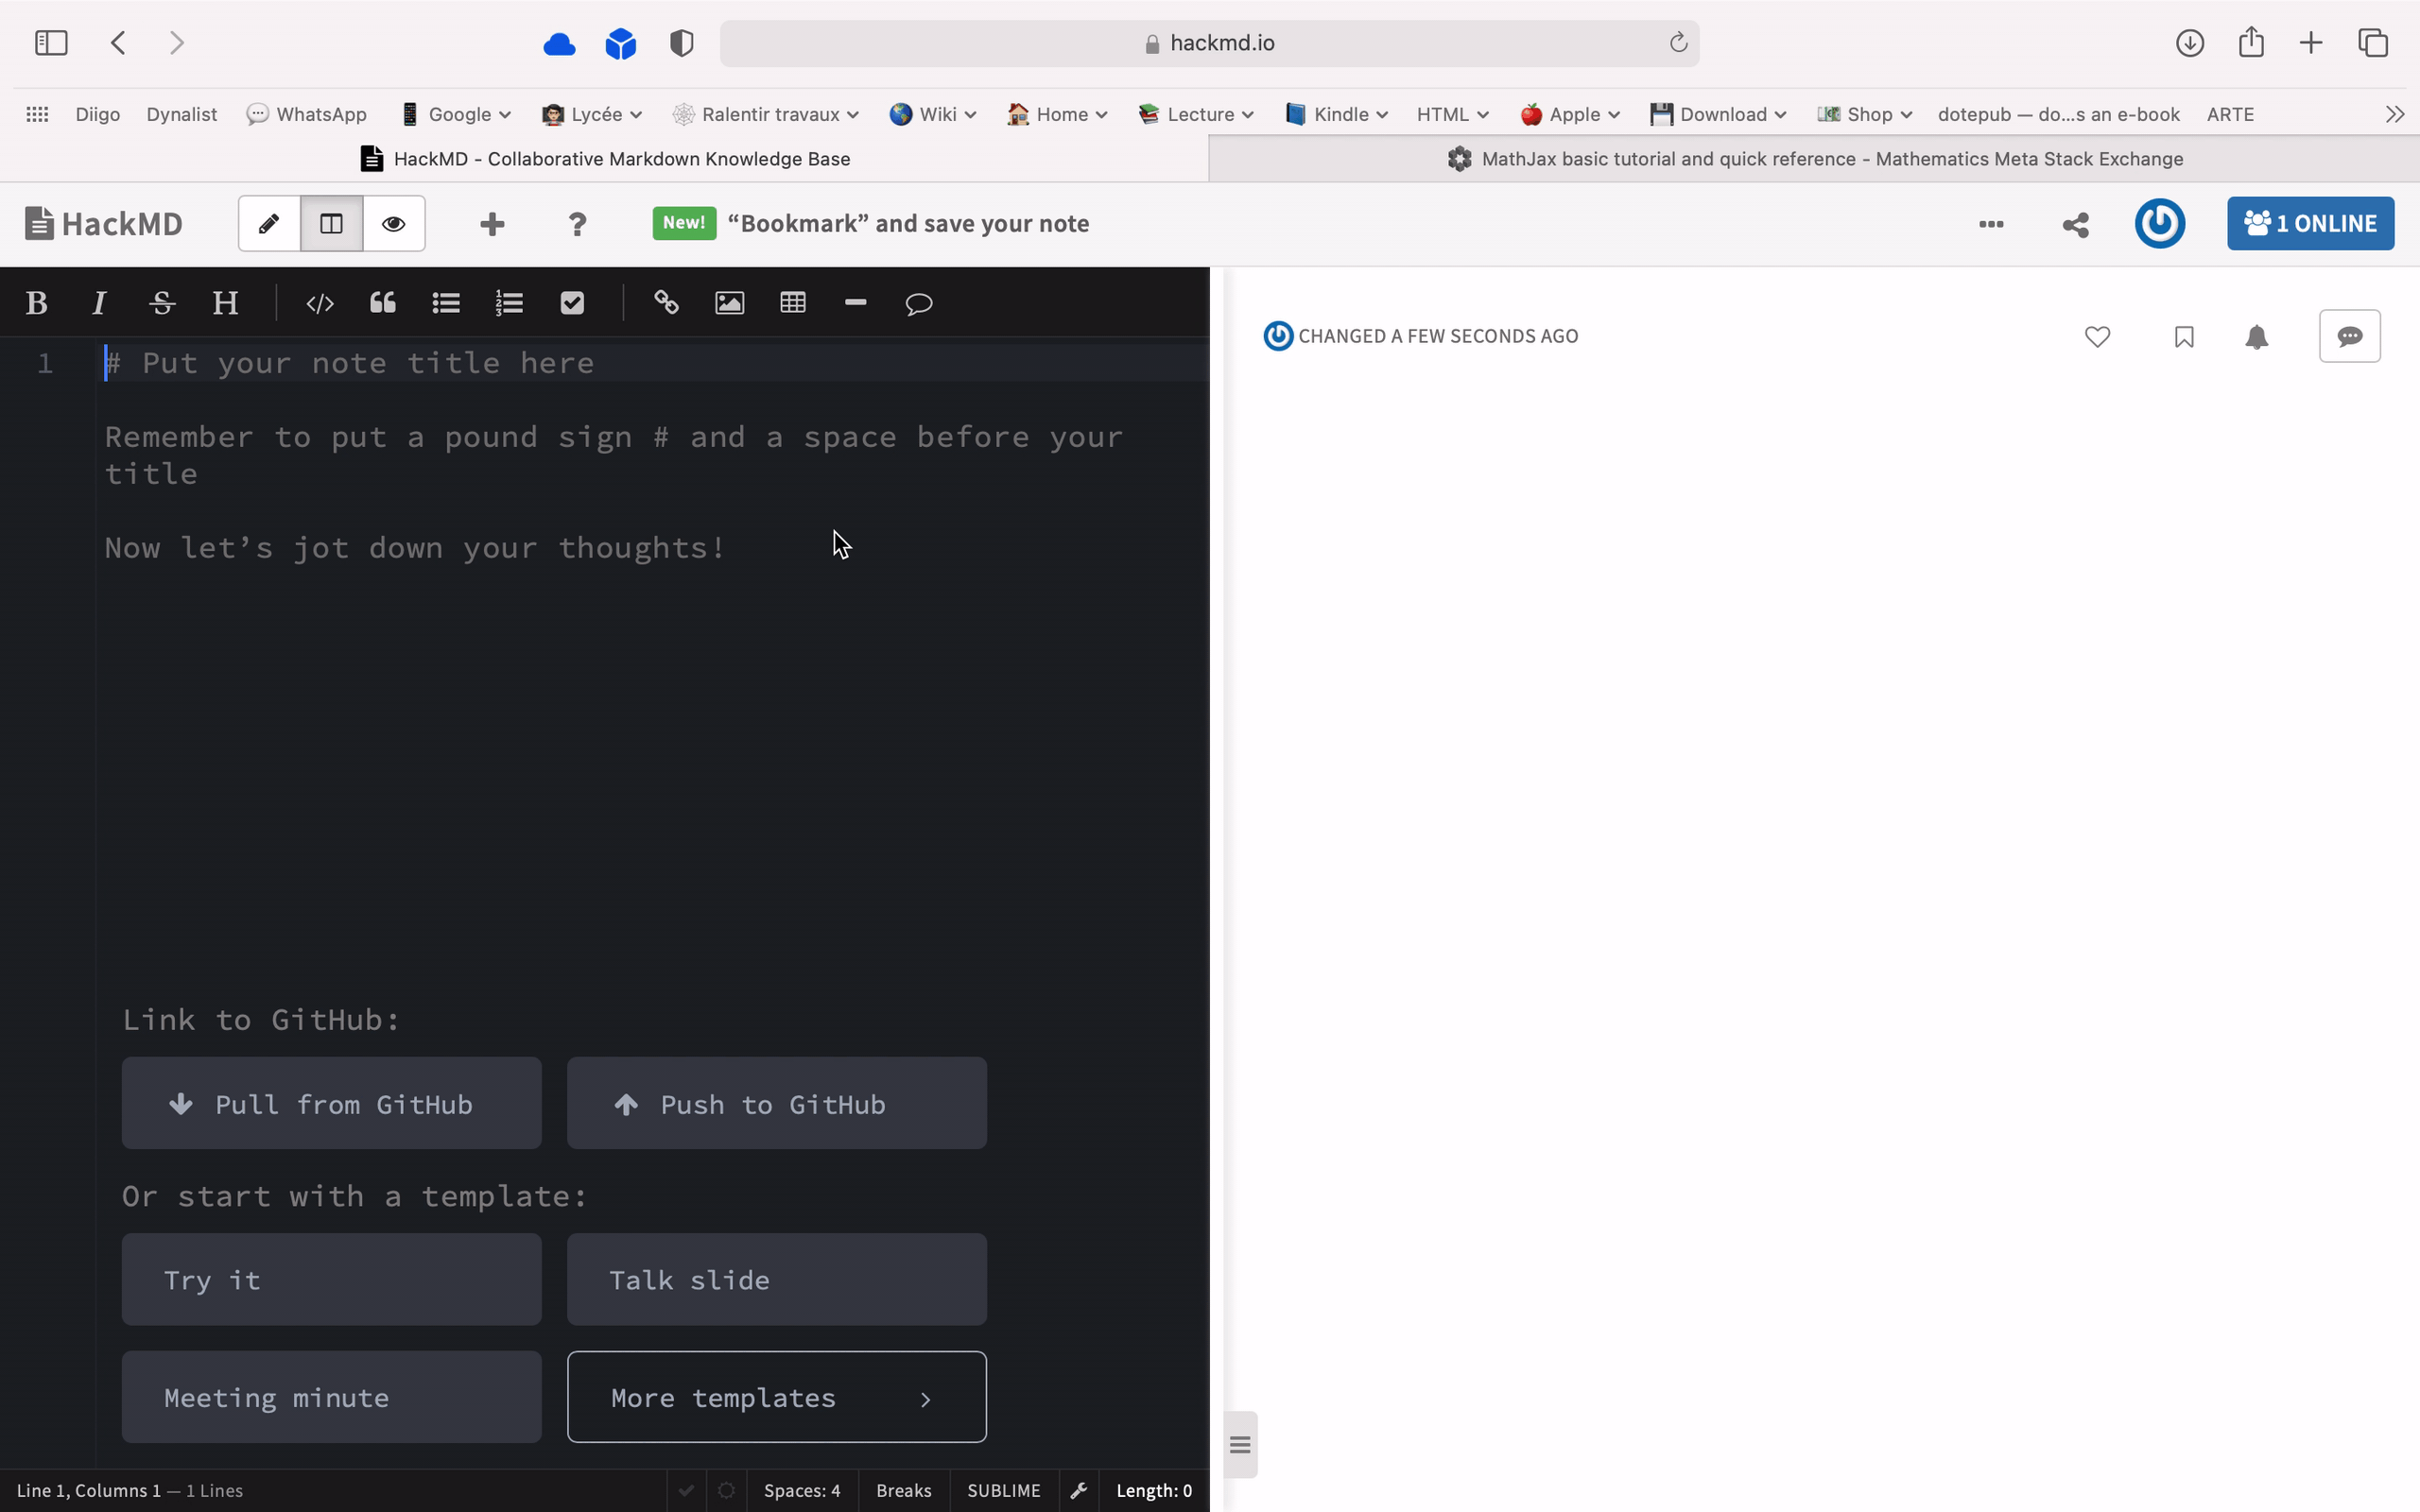 hackmd.io
Diigo Dynalist WhatsApp Google Lycée Ralentir travaux Wiki Home Lecture Kindle HTML Apple Download Shop dotepub — do...s an e-book ARTE
HackMD - Collaborative Markdown Knowledge Base MathJax basic tutorial and quick reference - Mathematics Meta Stack Exchange
HackMD ? New! “Bookmark” and save your note 1 ONLINE
B I S H
CHANGED A FEW SECONDS AGO
1 # Put your note title here
Remember to put a pound sign # and a space before your
title
Now let’s jot down your thoughts!
Link to GitHub:
Pull from GitHub Push to GitHub
Or start with a template:
Try it Talk slide
Meeting minute More templates
Line 1, Columns 1 — 1 Lines Spaces: 4 Breaks SUBLIME Length: 0